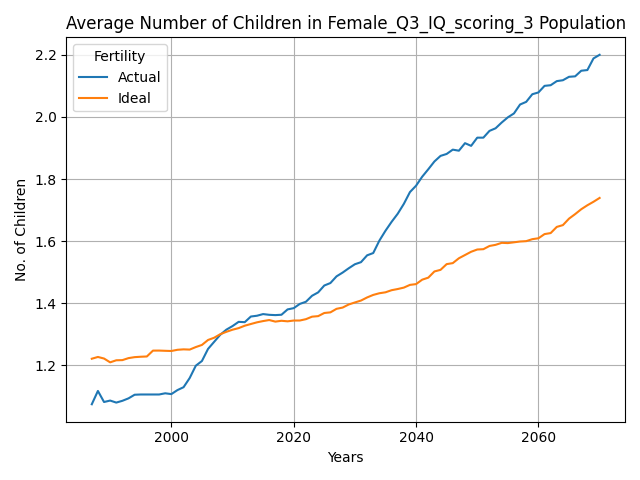 Average Number of Children in Female_Q3_IQ_scoring_3 Population
Fertility
Actual
Ideal
No. of Children
2.2
2.0
1.8
1.6
1.4
1.2
2000 2020 2040 2060
Years